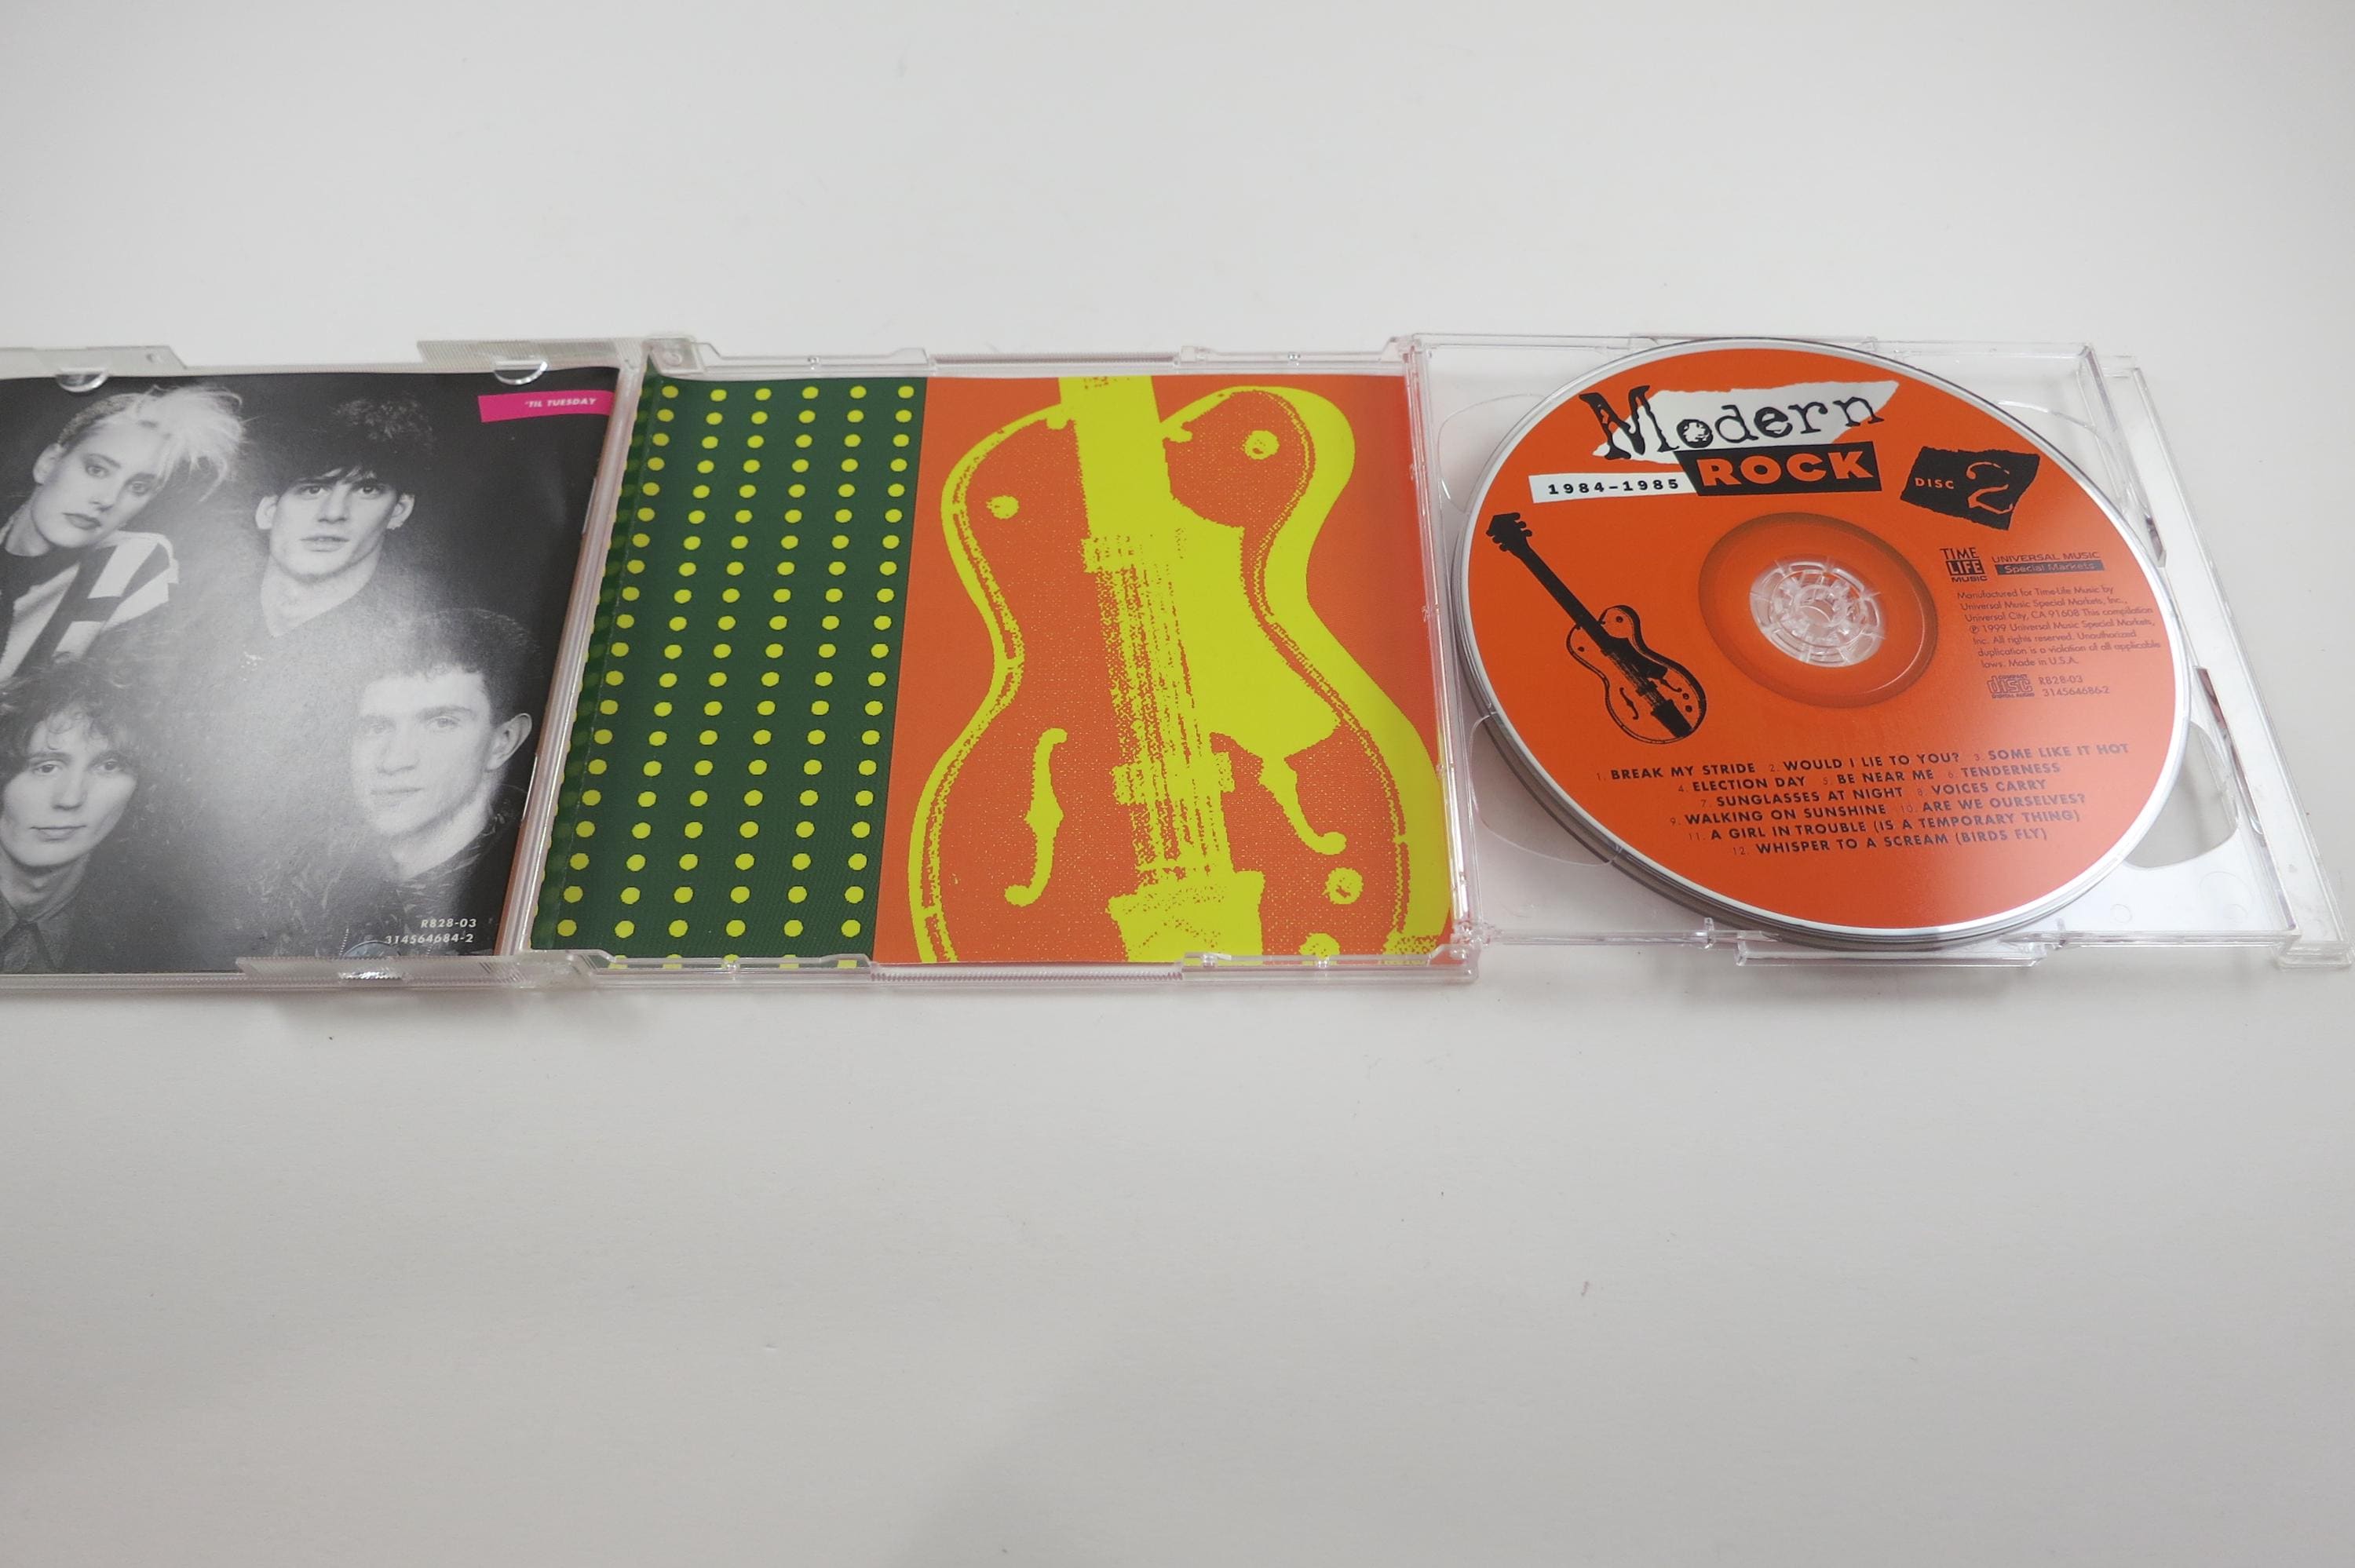 'TIL TUESDAY
R828-03
314564684-2
Modern
ROCK
1984-1985
DISC 2
TIME
LIFE
MUSIC
UNIVERSAL MUSIC
Special Markets
Manufactured for Time Life Music by
Universal Music Special Markets, Inc.,
Universal City, CA 91608 This compilation
℗ 1999 Universal Music Special Markets,
Inc. All rights reserved. Unauthorized
duplication is a violation of all applicable
laws. Made in U.S.A.
COMPACT
disc
DIGITAL AUDIO
R828-03
314564686-2
1. BREAK MY STRIDE 2. WOULD I LIE TO YOU? 3. SOME LIKE IT HOT
4. ELECTION DAY 5. BE NEAR ME 6. TENDERNESS
7. SUNGLASSES AT NIGHT 8. VOICES CARRY
9. WALKING ON SUNSHINE 10. ARE WE OURSELVES?
11. A GIRL IN TROUBLE (IS A TEMPORARY THING)
12. WHISPER TO A SCREAM (BIRDS FLY)